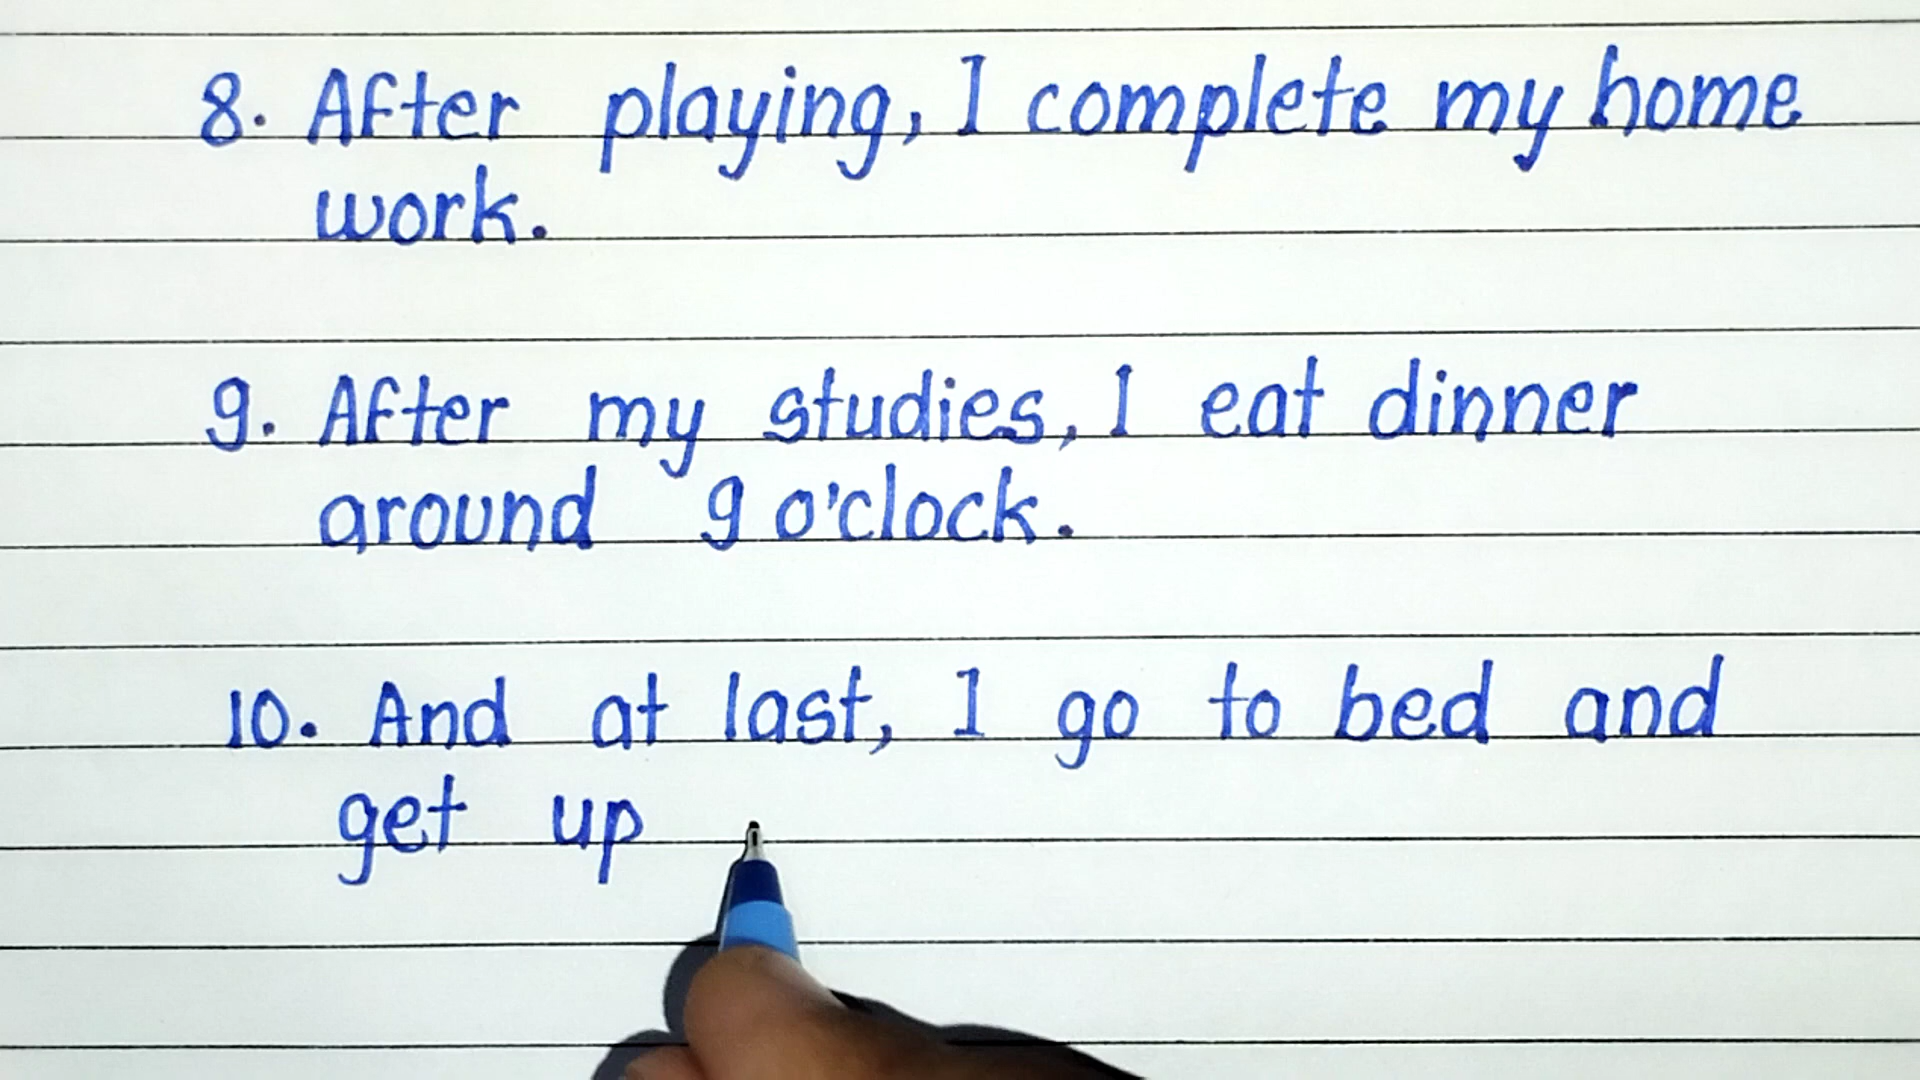 8. After playing, I complete my home
work.
9. After my studies, I eat dinner
around 9 o'clock.
10. And at last, I go to bed and
get up